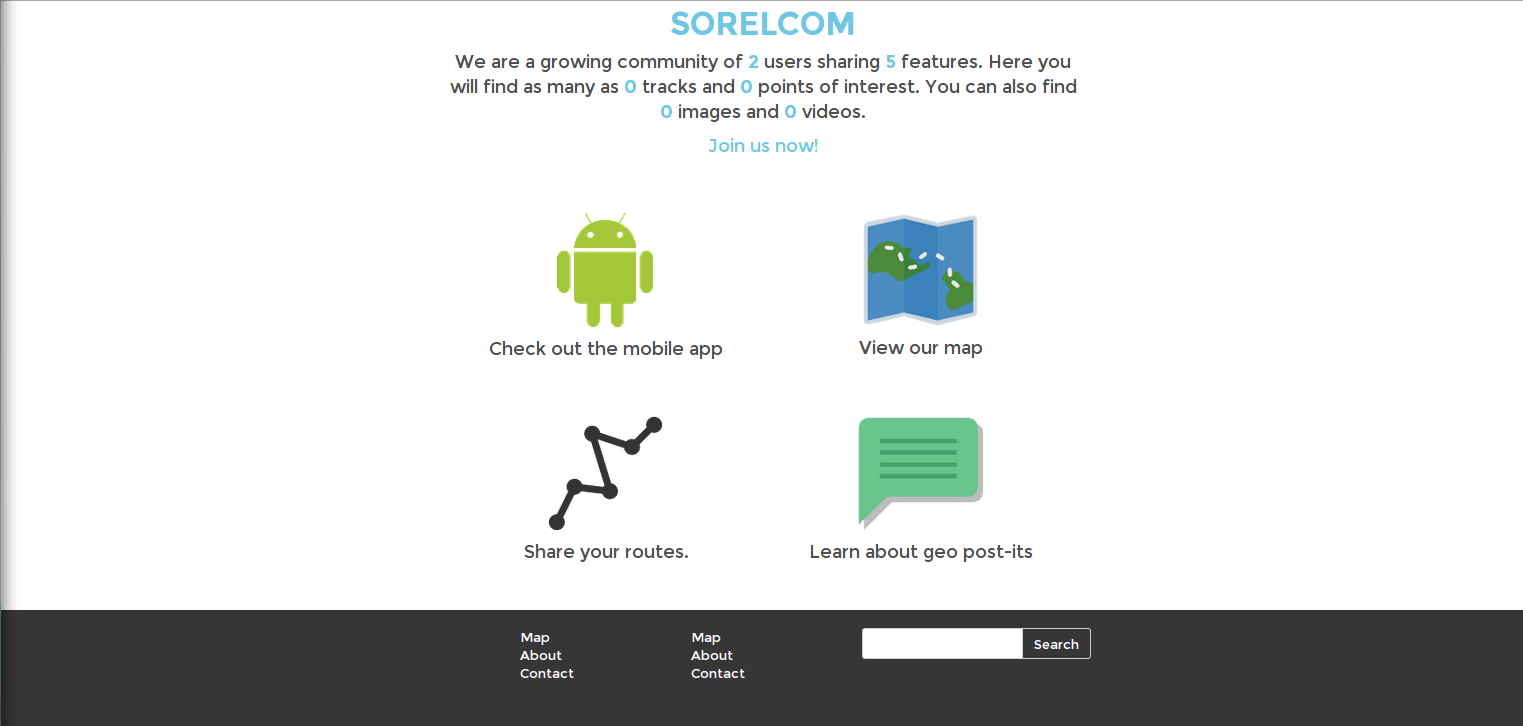 SORELCOM
We are a growing community of 2 users sharing 5 features. Here you
will find as many as 0 tracks and 0 points of interest. You can also find
0 images and 0 videos.
Join us now!
Check out the mobile app
View our map
Share your routes.
Learn about geo post-its
Map
About
Contact
Map
About
Contact
Search